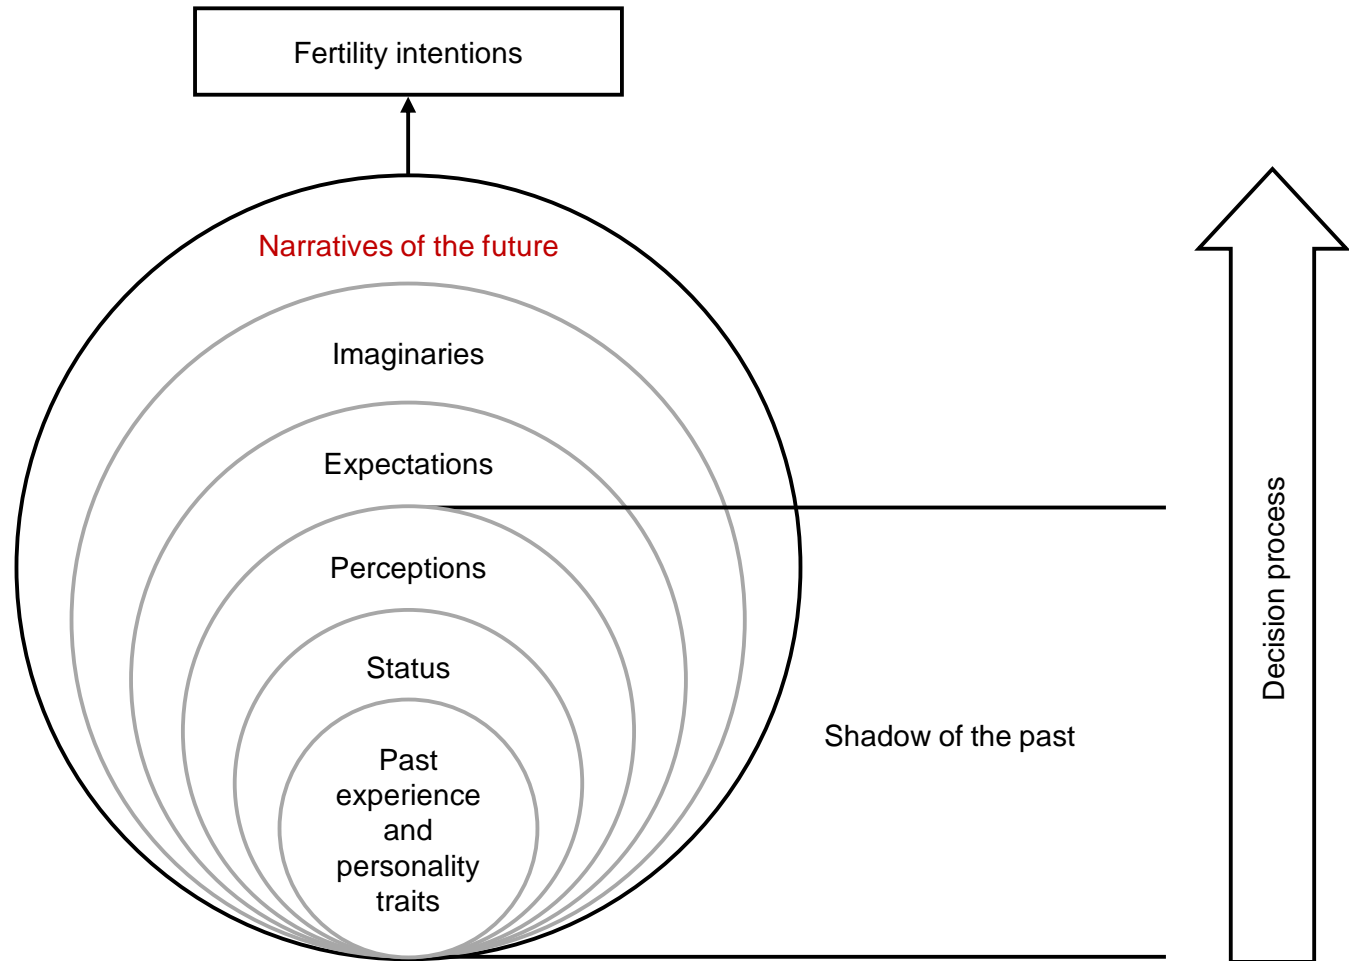 Fertility intentions
Narratives of the future
Imaginaries
Expectations
Perceptions
Status
Past
experience
and
personality
traits
Shadow of the past
Decision process